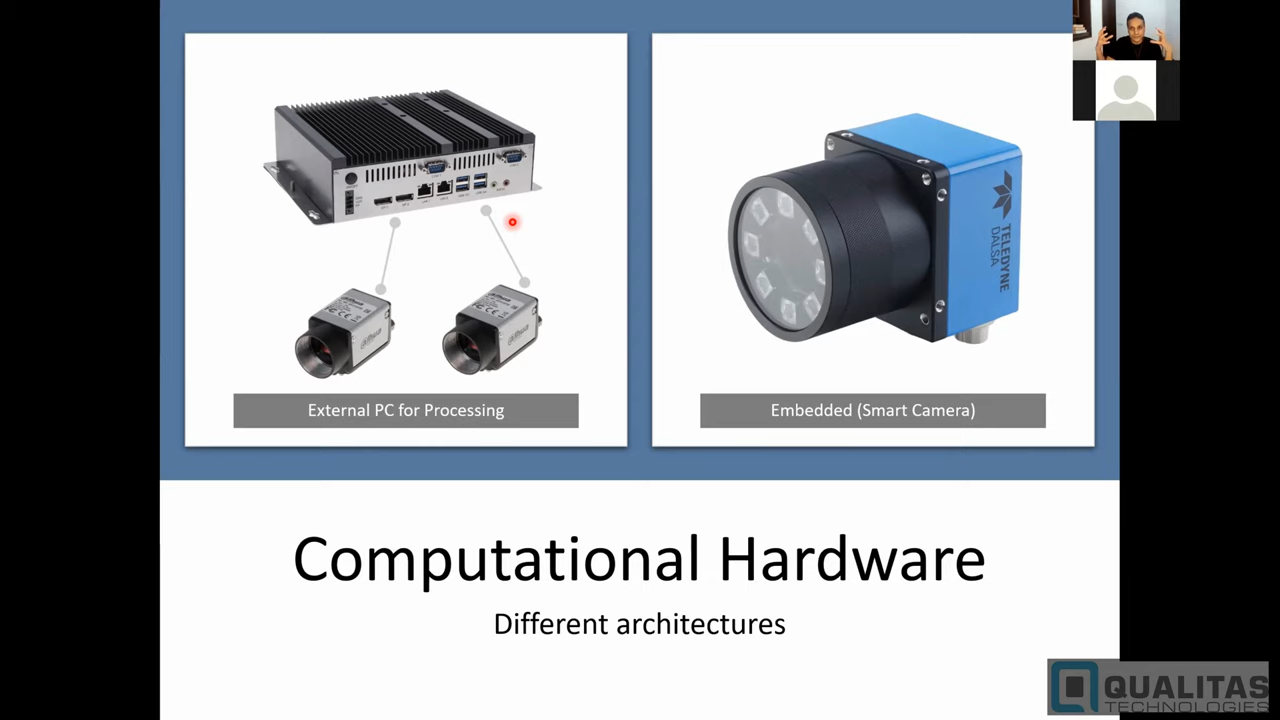 TELEDYNE
DALSA
External PC for Processing
Embedded (Smart Camera)
Computational Hardware
Different architectures
QUALITAS
TECHNOLOGIES